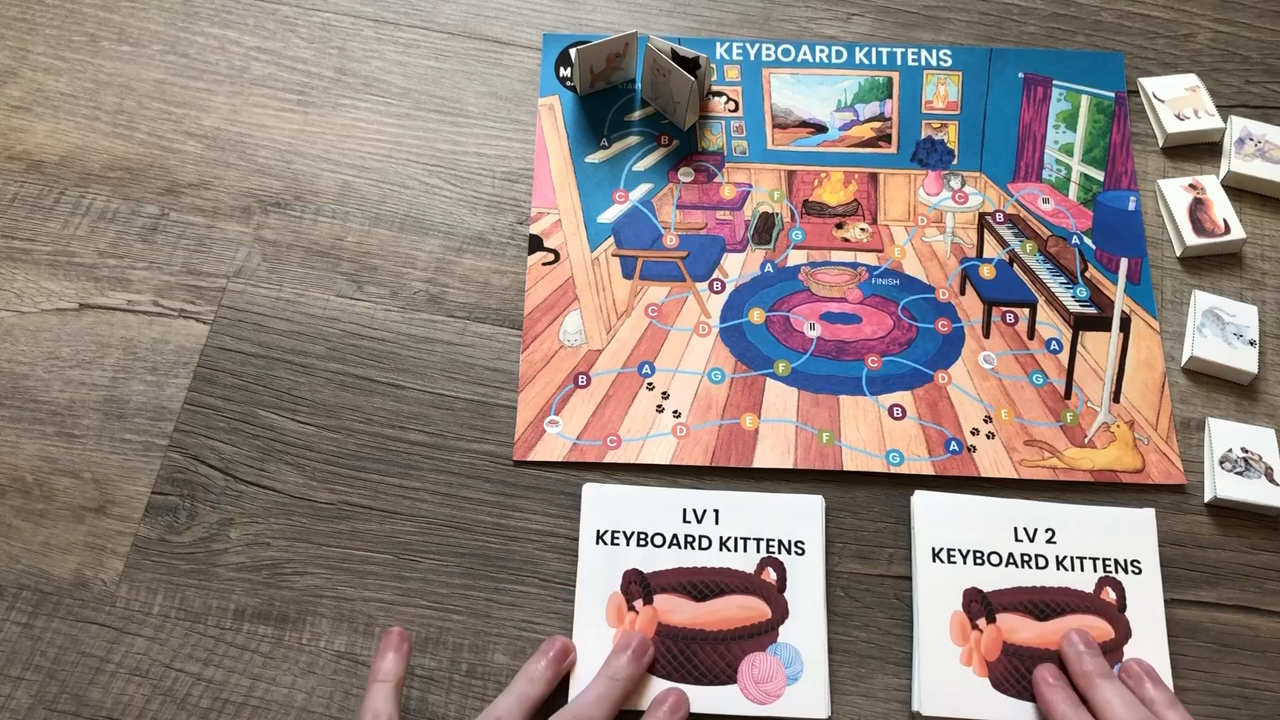 KEYBOARD KITTENS
M
START
A B
C D E F
G A B C D E
F G A B
C D E F G A
B C D E F G
A B C D E F
G A B C D E
FINISH
LV 1
KEYBOARD KITTENS
LV 2
KEYBOARD KITTENS